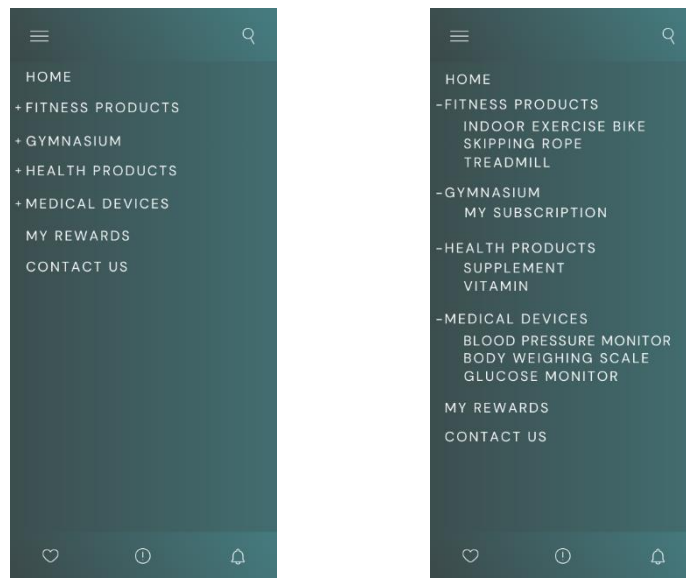 HOME
+FITNESS PRODUCTS
+GYMNASIUM
+HEALTH PRODUCTS
+MEDICAL DEVICES
MY REWARDS
CONTACT US
HOME
-FITNESS PRODUCTS
INDOOR EXERCISE BIKE
SKIPPING ROPE
TREADMILL
-GYMNASIUM
MY SUBSCRIPTION
-HEALTH PRODUCTS
SUPPLEMENT
VITAMIN
-MEDICAL DEVICES
BLOOD PRESSURE MONITOR
BODY WEIGHING SCALE
GLUCOSE MONITOR
MY REWARDS
CONTACT US